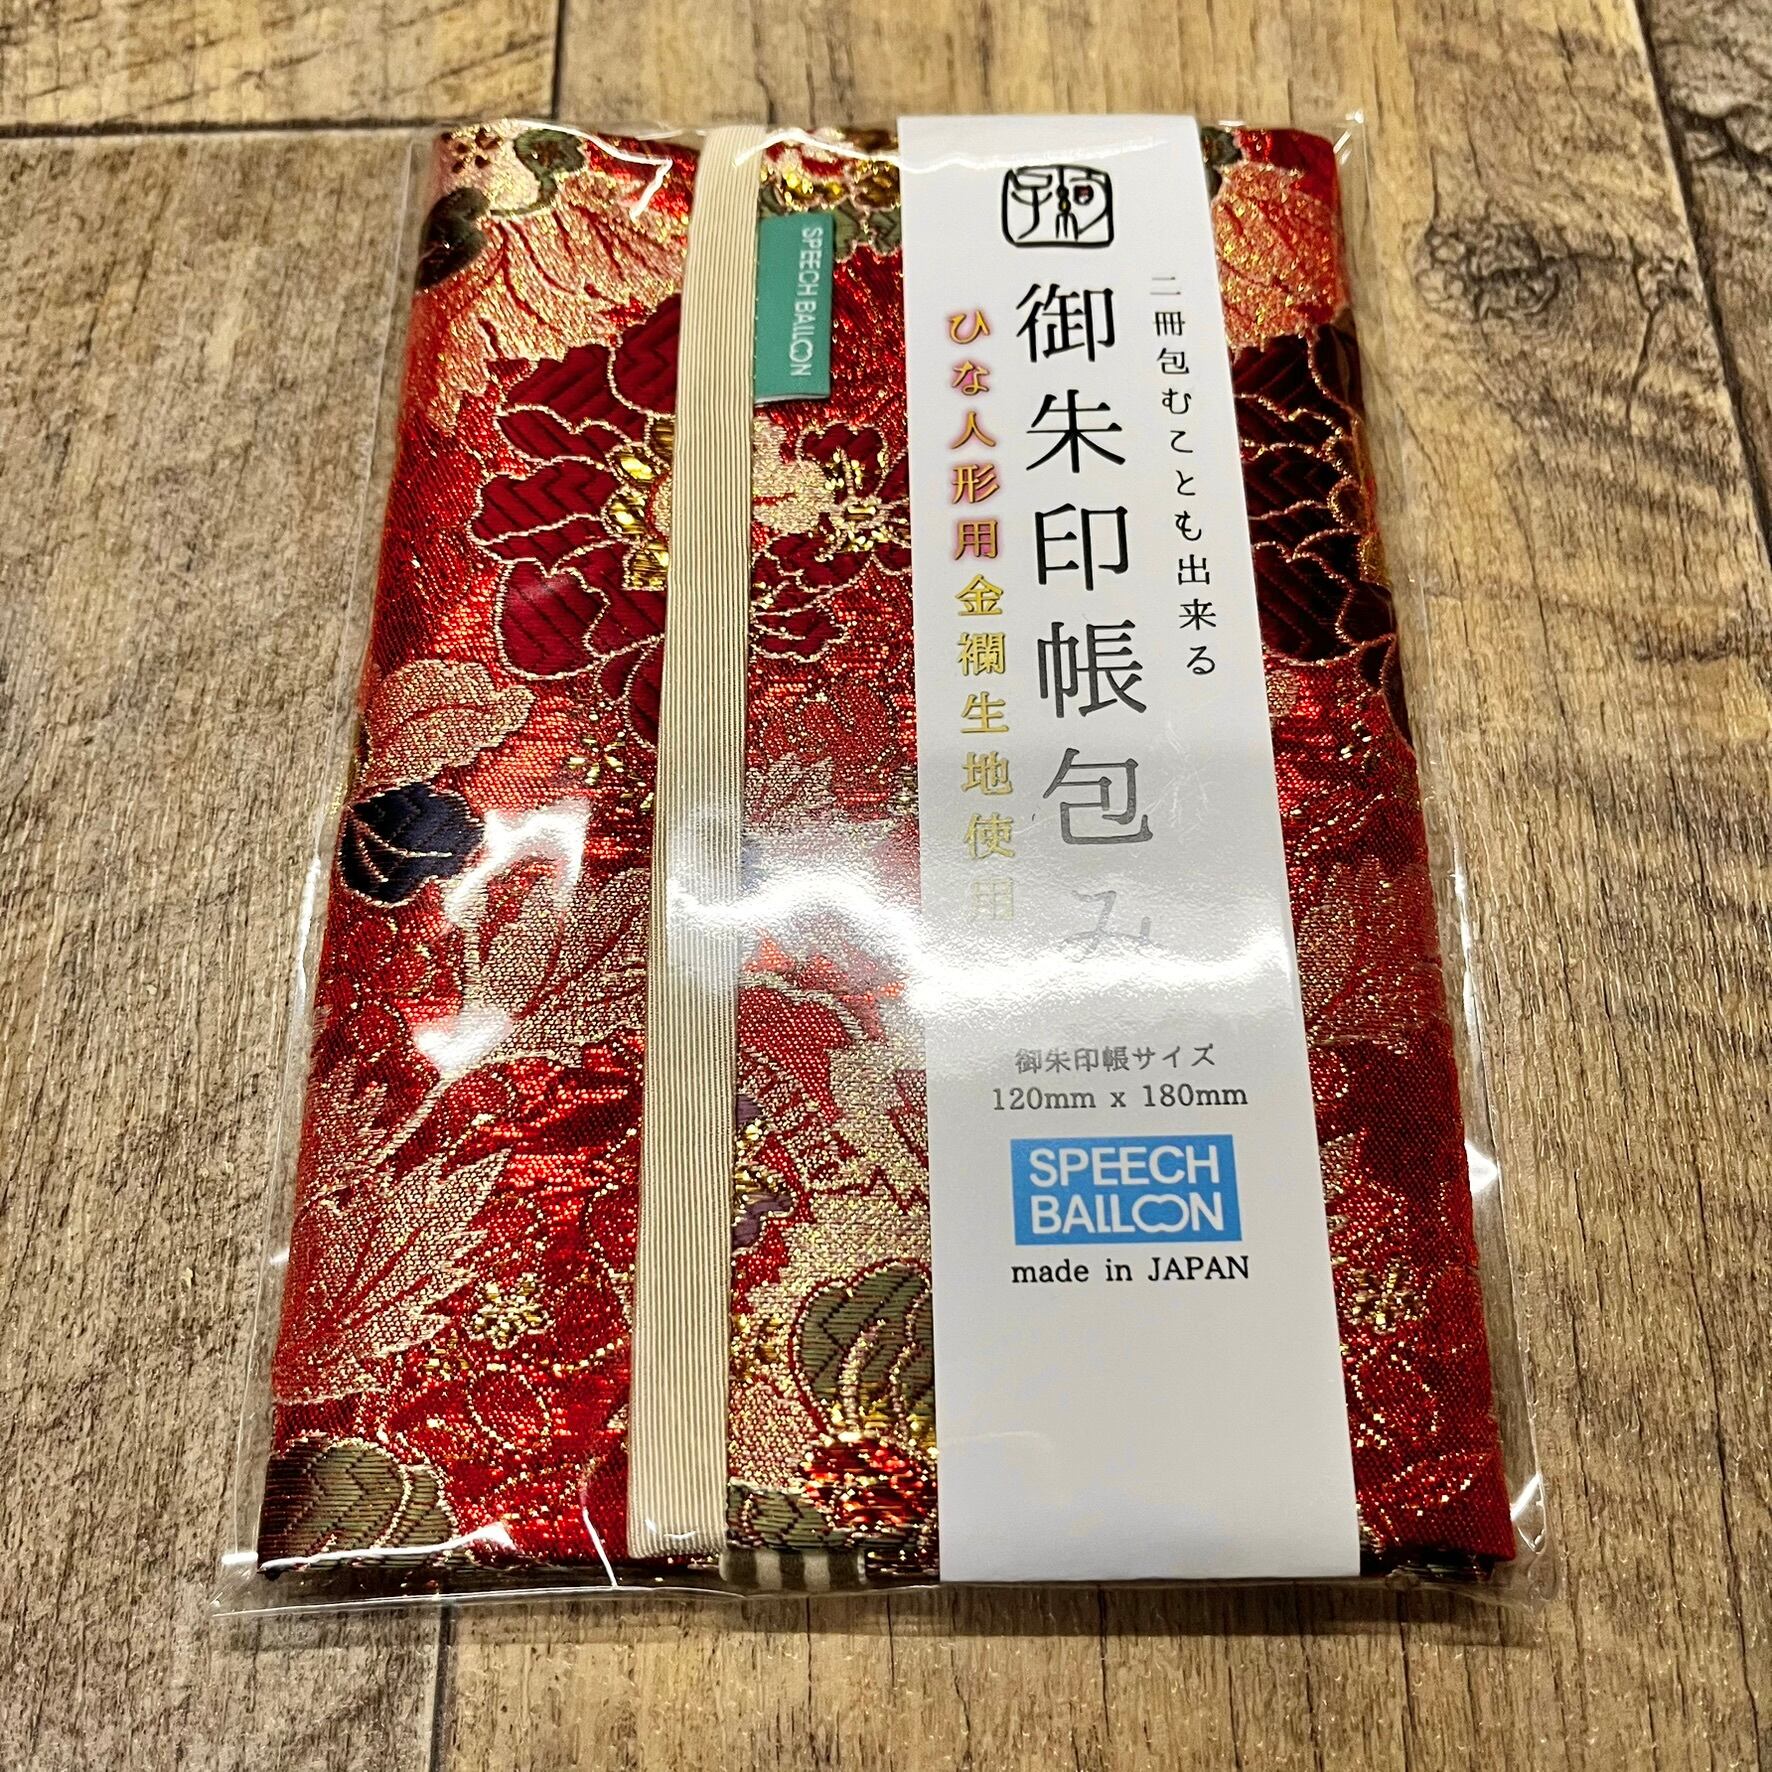 二冊包むことも出来る
御朱印帳包み
ひな人形用金襴生地使用
御朱印帳サイズ
120mm x 180mm
SPEECH
BALLOON
made in JAPAN
SPEECH BALLOON